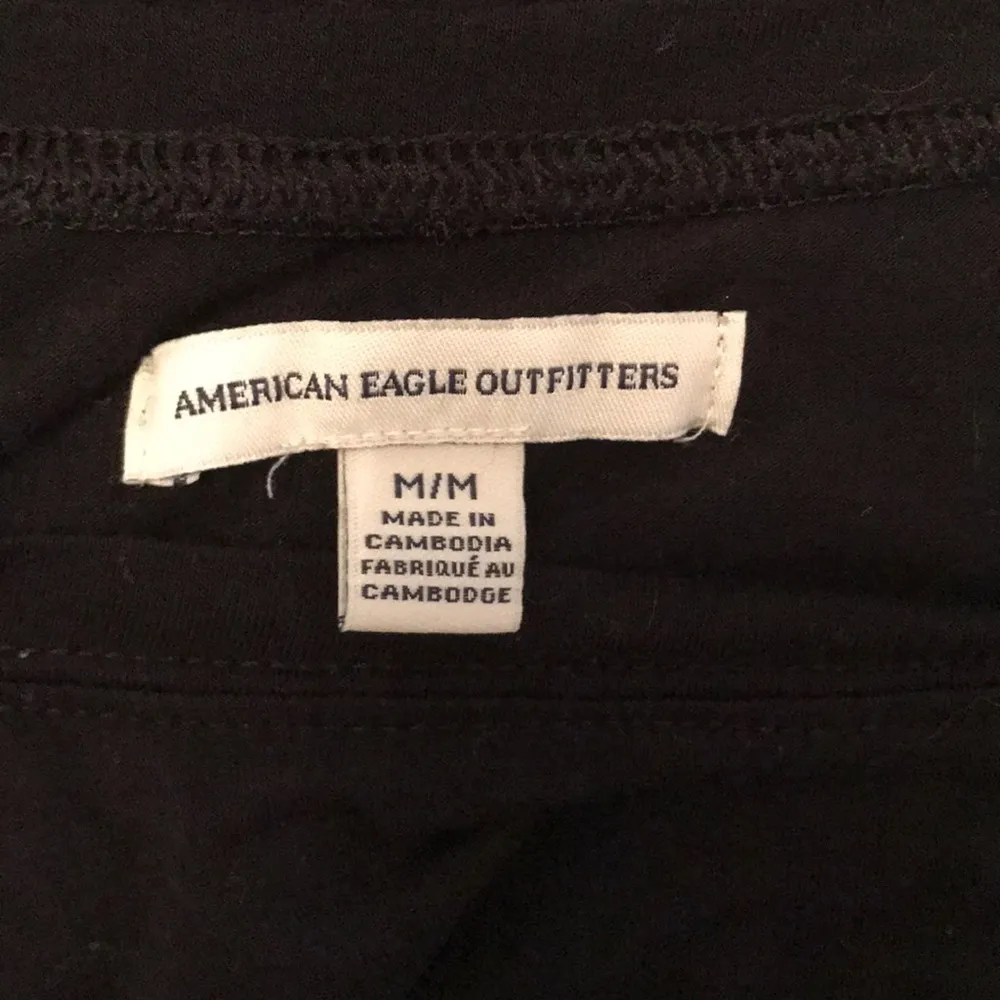 AMERICAN EAGLE OUTFITTERS
M/M
MADE IN
CAMBODIA
FABRIQUÉ AU
CAMBODGE